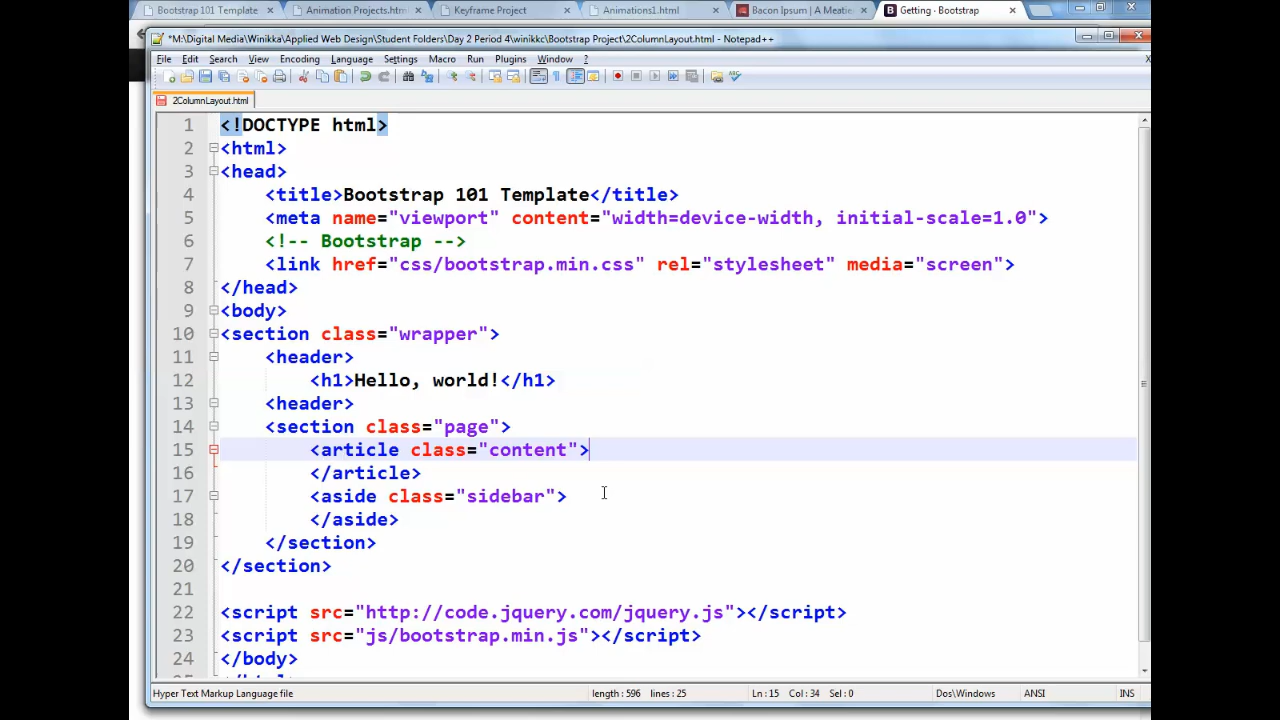 Bootstrap 101 Template
Animation Projects.htm
Keyframe Project
Animations1.html
Bacon Ipsum | A Meatie
Getting · Bootstrap
*M:\Digital Media\Winikka\Applied Web Design\Student Folders\Day 2 Period 4\winikkc\Bootstrap Project\2ColumnLayout.html - Notepad++
File Edit Search View Encoding Language Settings Macro Run Plugins Window ? X
2ColumnLayout.html
1 <!DOCTYPE html>
2 <html>
3 <head>
4 <title>Bootstrap 101 Template</title>
5 <meta name="viewport" content="width=device-width, initial-scale=1.0">
6 <!-- Bootstrap -->
7 <link href="css/bootstrap.min.css" rel="stylesheet" media="screen">
8 </head>
9 <body>
10 <section class="wrapper">
11 <header>
12 <h1>Hello, world!</h1>
13 <header>
14 <section class="page">
15 <article class="content">
16 </article>
17 <aside class="sidebar">
18 </aside>
19 </section>
20 </section>
21
22 <script src="http://code.jquery.com/jquery.js"></script>
23 <script src="js/bootstrap.min.js"></script>
24 </body>
Hyper Text Markup Language file length : 596 lines : 25 Ln : 15 Col : 34 Sel : 0 Dos\Windows ANSI INS